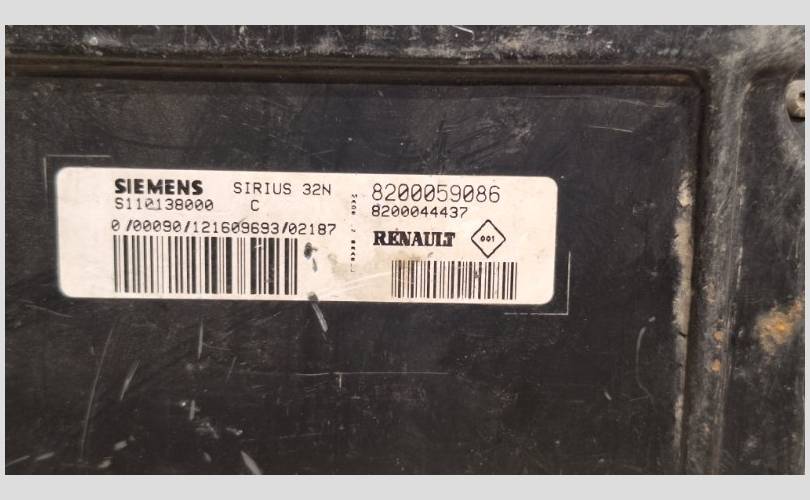 SIEMENS SIRIUS 32N
S110138000 C
0/00090/121609693/02187
8200059086
8200044437
RENAULT 001